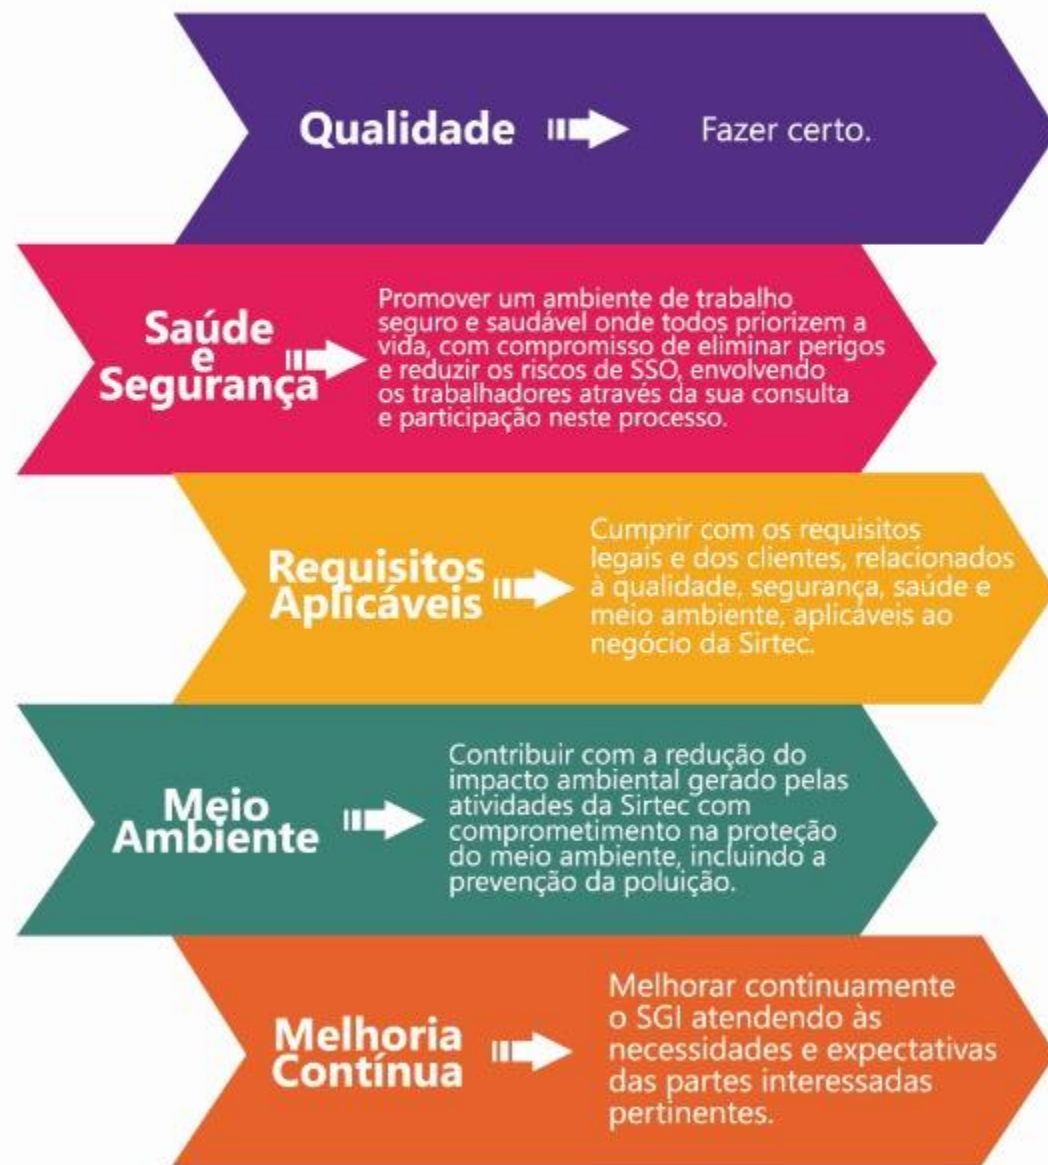 Qualidade
Fazer certo.
Saúde
e
Segurança
Promover um ambiente de trabalho
seguro e saudável onde todos priorizem a
vida, com compromisso de eliminar perigos
e reduzir os riscos de SSO, envolvendo
os trabalhadores através da sua consulta
e participação neste processo.
Requisitos
Aplicáveis
Cumprir com os requisitos
legais e dos clientes, relacionados
à qualidade, segurança, saúde e
meio ambiente, aplicáveis ao
negócio da Sirtec.
Meio
Ambiente
Contribuir com a redução do
impacto ambiental gerado pelas
atividades da Sirtec com
comprometimento na proteção
do meio ambiente, incluindo a
prevenção da poluição.
Melhoria
Contínua
Melhorar continuamente
o SGI atendendo às
necessidades e expectativas
das partes interessadas
pertinentes.